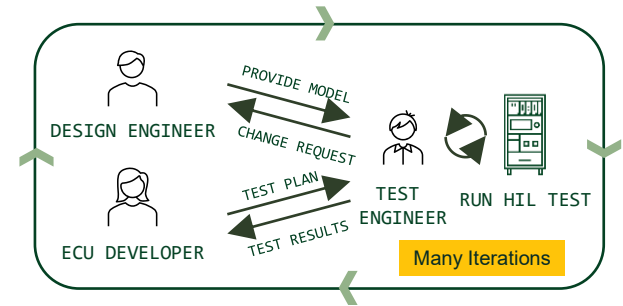 PROVIDE MODEL
DESIGN ENGINEER
CHANGE REQUEST
TEST PLAN
TEST
ENGINEER
RUN HIL TEST
ECU DEVELOPER
TEST RESULTS
Many Iterations